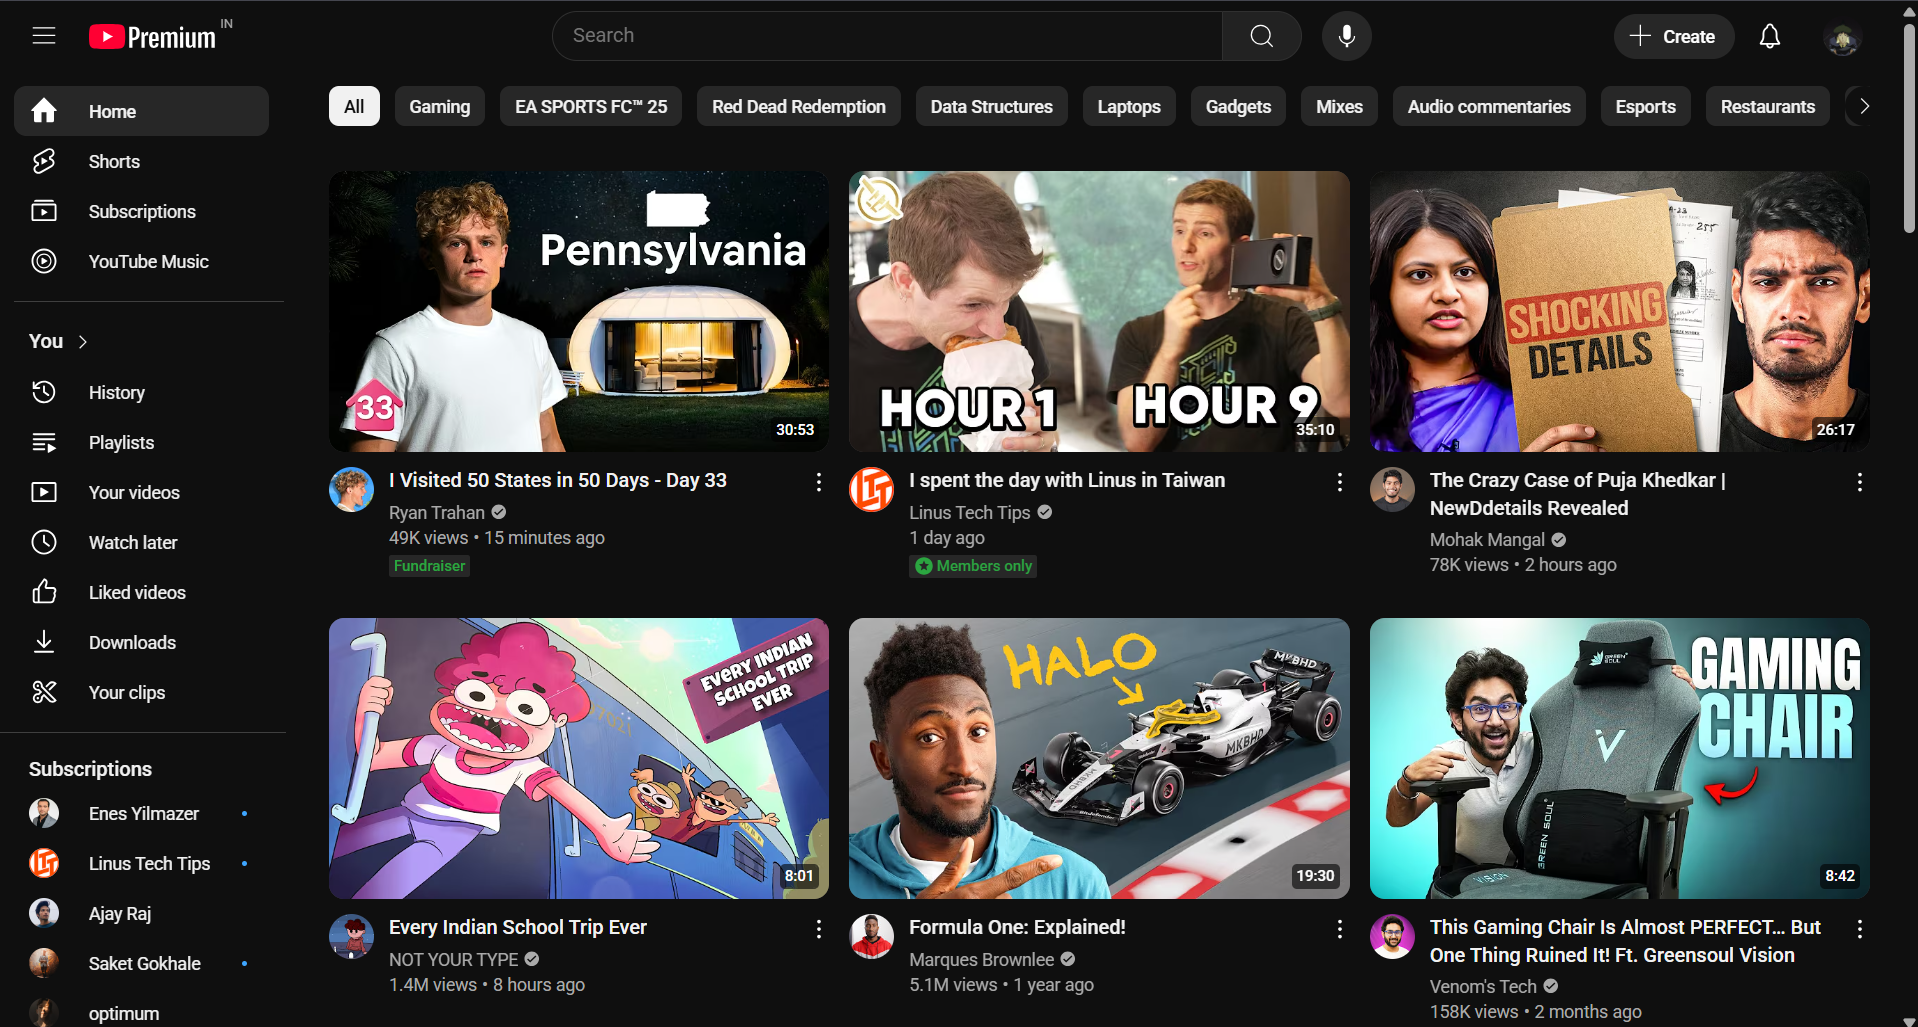 Premium IN
Search
Create
Home
Shorts
Subscriptions
YouTube Music
You
History
Playlists
Your videos
Watch later
Liked videos
Downloads
Your clips
Subscriptions
Enes Yilmazer
Linus Tech Tips
Ajay Raj
Saket Gokhale
optimum
All
Gaming
EA SPORTS FC™ 25
Red Dead Redemption
Data Structures
Laptops
Gadgets
Mixes
Audio commentaries
Esports
Restaurants
Pennsylvania
33
30:53
I Visited 50 States in 50 Days - Day 33
Ryan Trahan
49K views • 15 minutes ago
Fundraiser
HOUR 1
HOUR 9
35:10
I spent the day with Linus in Taiwan
Linus Tech Tips
1 day ago
Members only
255
SHOCKING
DETAILS
26:17
The Crazy Case of Puja Khedkar |
NewDdetails Revealed
Mohak Mangal
78K views • 2 hours ago
EVERY INDIAN
SCHOOL TRIP
EVER
8:01
Every Indian School Trip Ever
NOT YOUR TYPE
1.4M views • 8 hours ago
HALO
MKBHD
MKBHD
MKBHD
19:30
Formula One: Explained!
Marques Brownlee
5.1M views • 1 year ago
GREEN
SOUL
GAMING
CHAIR
GREEN SOUL
VISION
8:42
This Gaming Chair Is Almost PERFECT... But
One Thing Ruined It! Ft. Greensoul Vision
Venom's Tech
158K views • 2 months ago